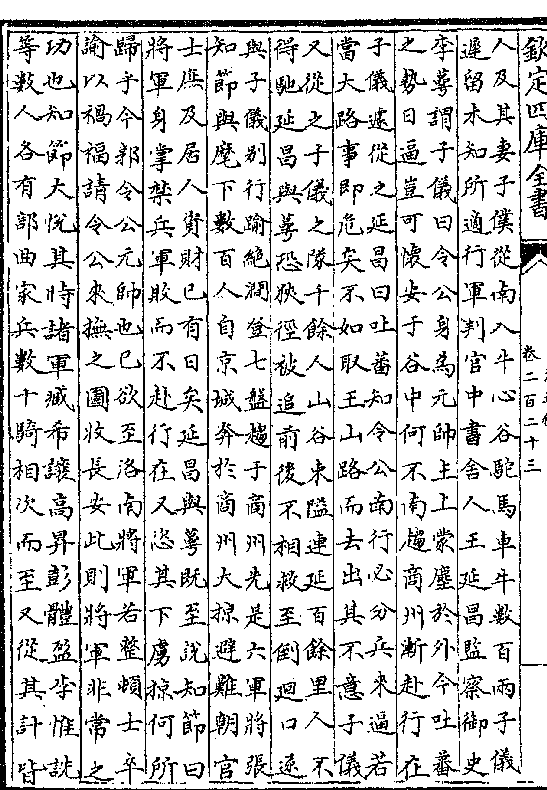 欽定四庫全書
卷二百二十三
人及其妻子僕從南入牛心谷駝馬車牛數百兩子儀
遲留未知所適行軍判官中書舍人王延昌監察御史
李萼謂子儀曰令公身為元帥主上蒙塵於外今吐蕃
之勢日逼豈可懷安于谷中何不南趨商州漸赴行在
子儀遽從之延昌曰吐蕃知令公南行必分兵來逼若
當大路事即危矣不如取玉山路而去出其不意子儀
又從之子儀之隊千餘人山谷束隘連延百餘里人不
得馳延昌與萼恐狹徑被追前後不相救至倒廻口遂
與子儀别行踰絶澗登七盤趨于商州先是六軍將張
知節與麾下數百人自京城奔於商州大掠避難朝官
士庶及居人資財已有日矣延昌與萼既至說知節曰
將軍身掌禁兵軍敗而不赴行在又恣其下虜掠何所
歸乎今郭令公元帥也已欲至洛南將軍若整頓士卒
諭以禍福請令公來撫之圖收長安此則將軍非常之
功也知節大悦其時諸軍臧希讓高昇彭體盈李惟詵
等數人各有部曲家兵數十騎相次而至又從其計皆